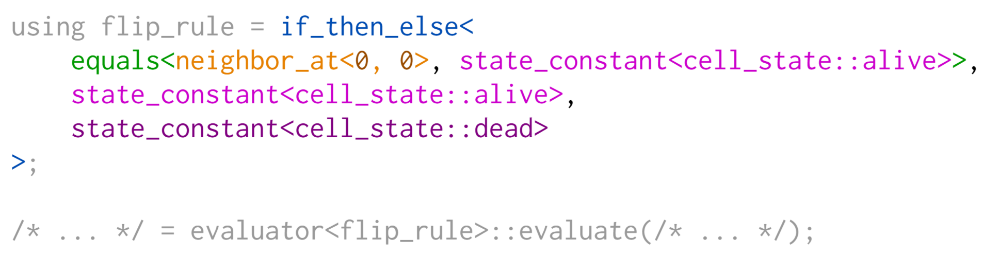 using flip_rule = if_then_else<
    equals<neighbor_at<0, 0>, state_constant<cell_state::alive>>,
    state_constant<cell_state::alive>,
    state_constant<cell_state::dead>
>;

/* ... */ = evaluator<flip_rule>::evaluate(/* ... */);